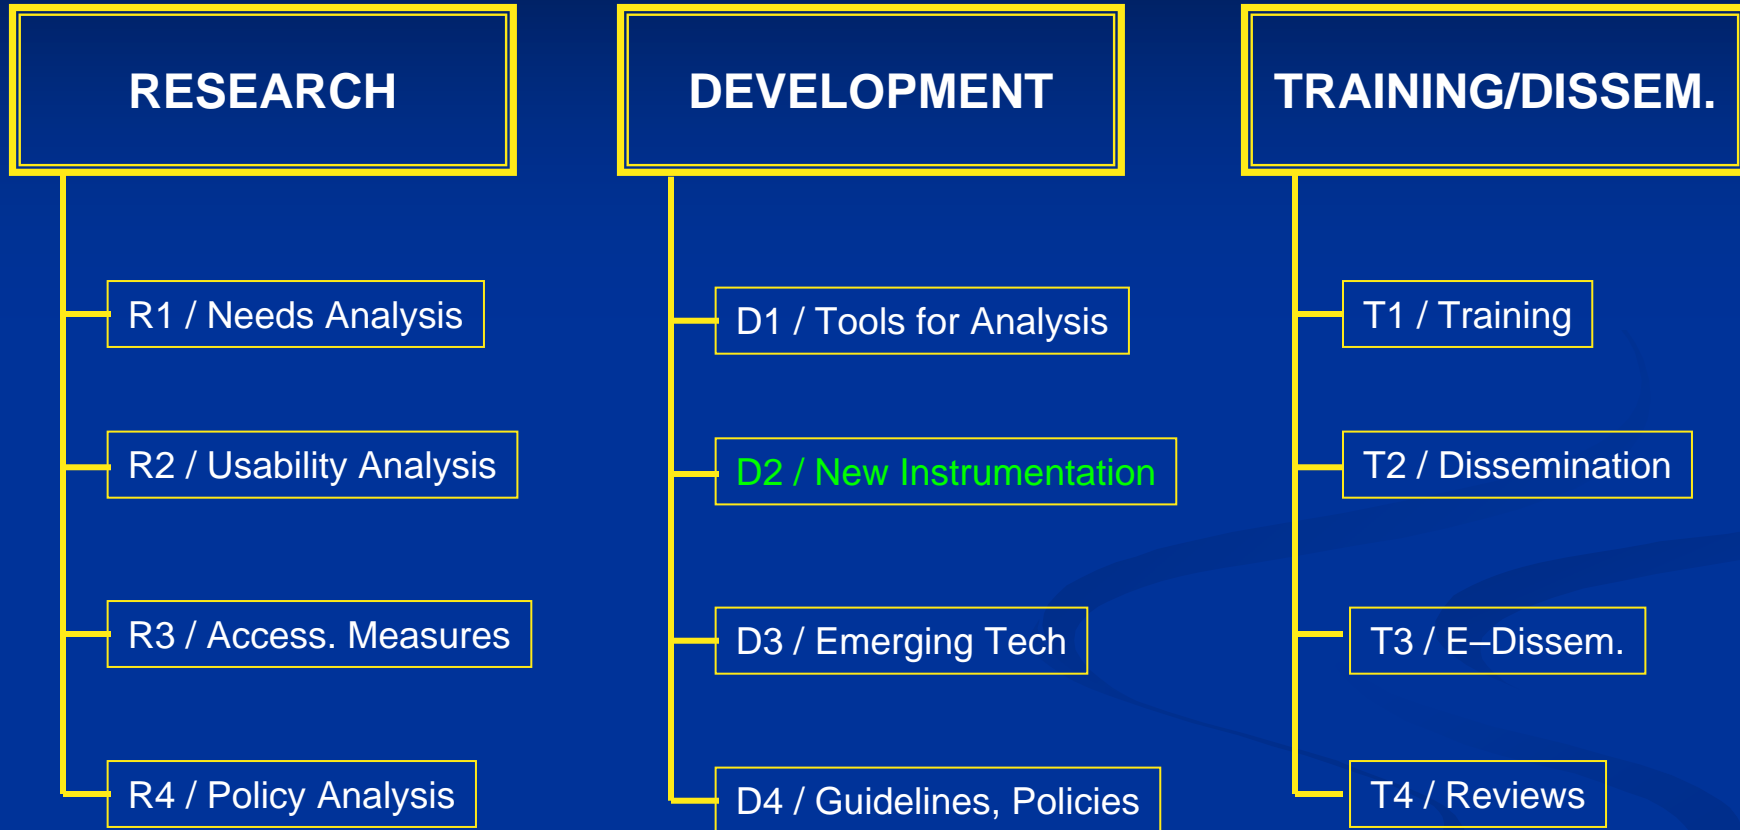 RESEARCH
R1 / Needs Analysis
R2 / Usability Analysis
R3 / Access. Measures
R4 / Policy Analysis
DEVELOPMENT
D1 / Tools for Analysis
D2 / New Instrumentation
D3 / Emerging Tech
D4 / Guidelines, Policies
TRAINING/DISSEM.
T1 / Training
T2 / Dissemination
T3 / E–Dissem.
T4 / Reviews